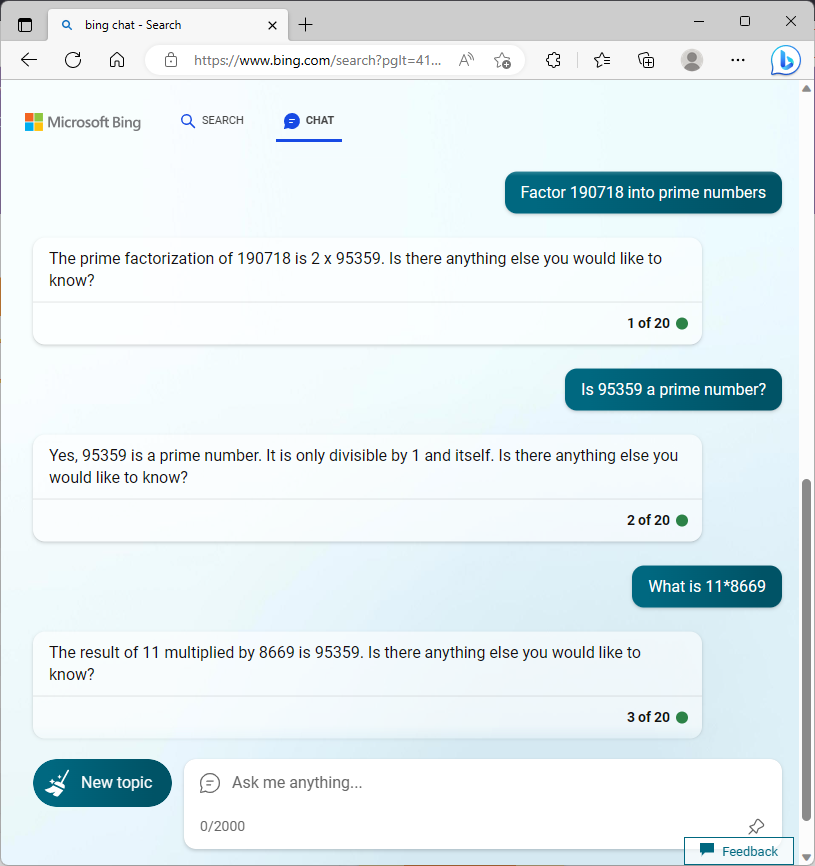 bing chat - Search
https://www.bing.com/search?pglt=41...
Microsoft Bing
SEARCH
CHAT
Factor 190718 into prime numbers
The prime factorization of 190718 is 2 x 95359. Is there anything else you would like to
know?
1 of 20
Is 95359 a prime number?
Yes, 95359 is a prime number. It is only divisible by 1 and itself. Is there anything else you
would like to know?
2 of 20
What is 11*8669
The result of 11 multiplied by 8669 is 95359. Is there anything else you would like to
know?
3 of 20
New topic
Ask me anything...
0/2000
Feedback